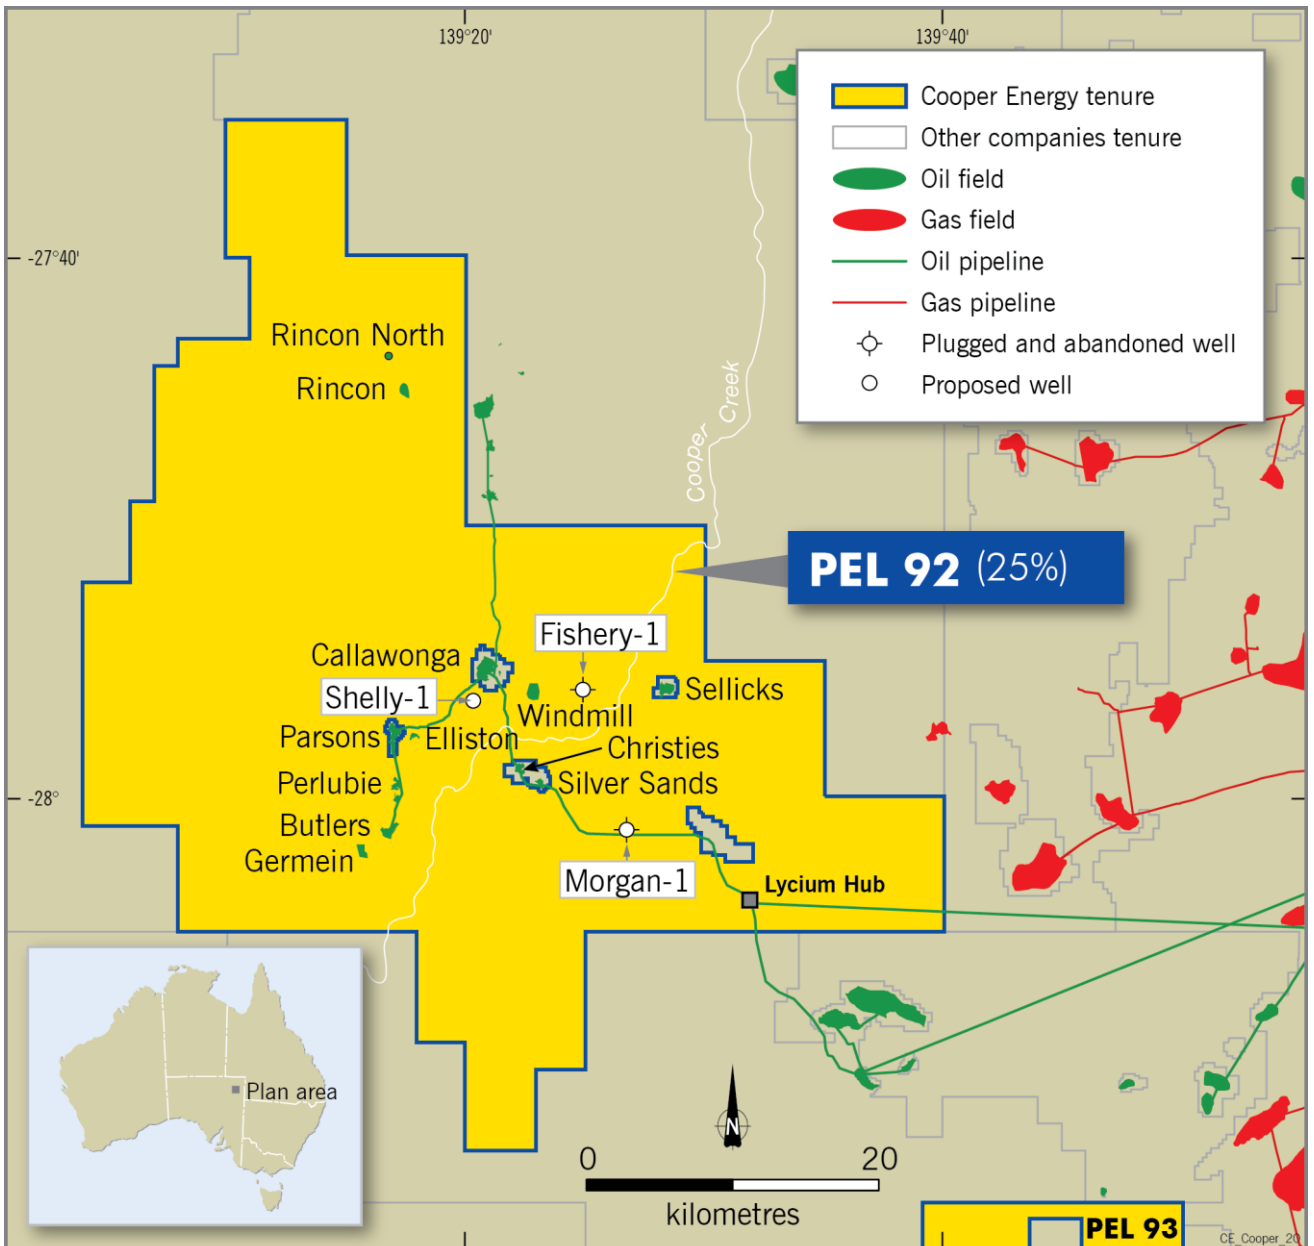 139°20'
139°40'
Cooper Energy tenure
Other companies tenure
Oil field
Gas field
Oil pipeline
Gas pipeline
Plugged and abandoned well
Proposed well
-27°40'
Rincon North
Rincon
Cooper Creek
PEL 92 (25%)
Fishery-1
Callawonga
Shelly-1
Sellicks
Windmill
Parsons
Elliston
Christies
Perlubie
Silver Sands
-28°
Butlers
Germein
Morgan-1
Lycium Hub
Plan area
N
0 20
kilometres
PEL 93
CE_Cooper_20